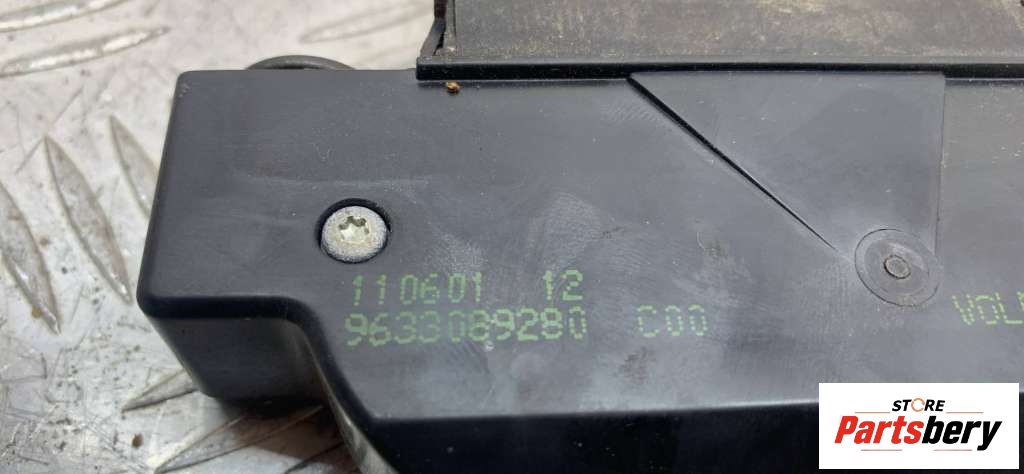 110601 12
9633089280 C00 VOL
STORE
Partsbery